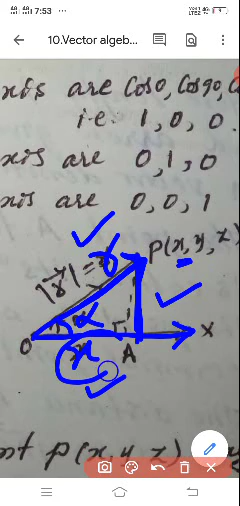 7:53
10.Vector algeb...
xis are Cos0, Cos90, C
i.e. 1, 0, 0.
xis are 0, 1, 0
xis are 0, 0, 1
P(x, y, z)
|r| = r
α
O x A X
nt P(x, y, z)